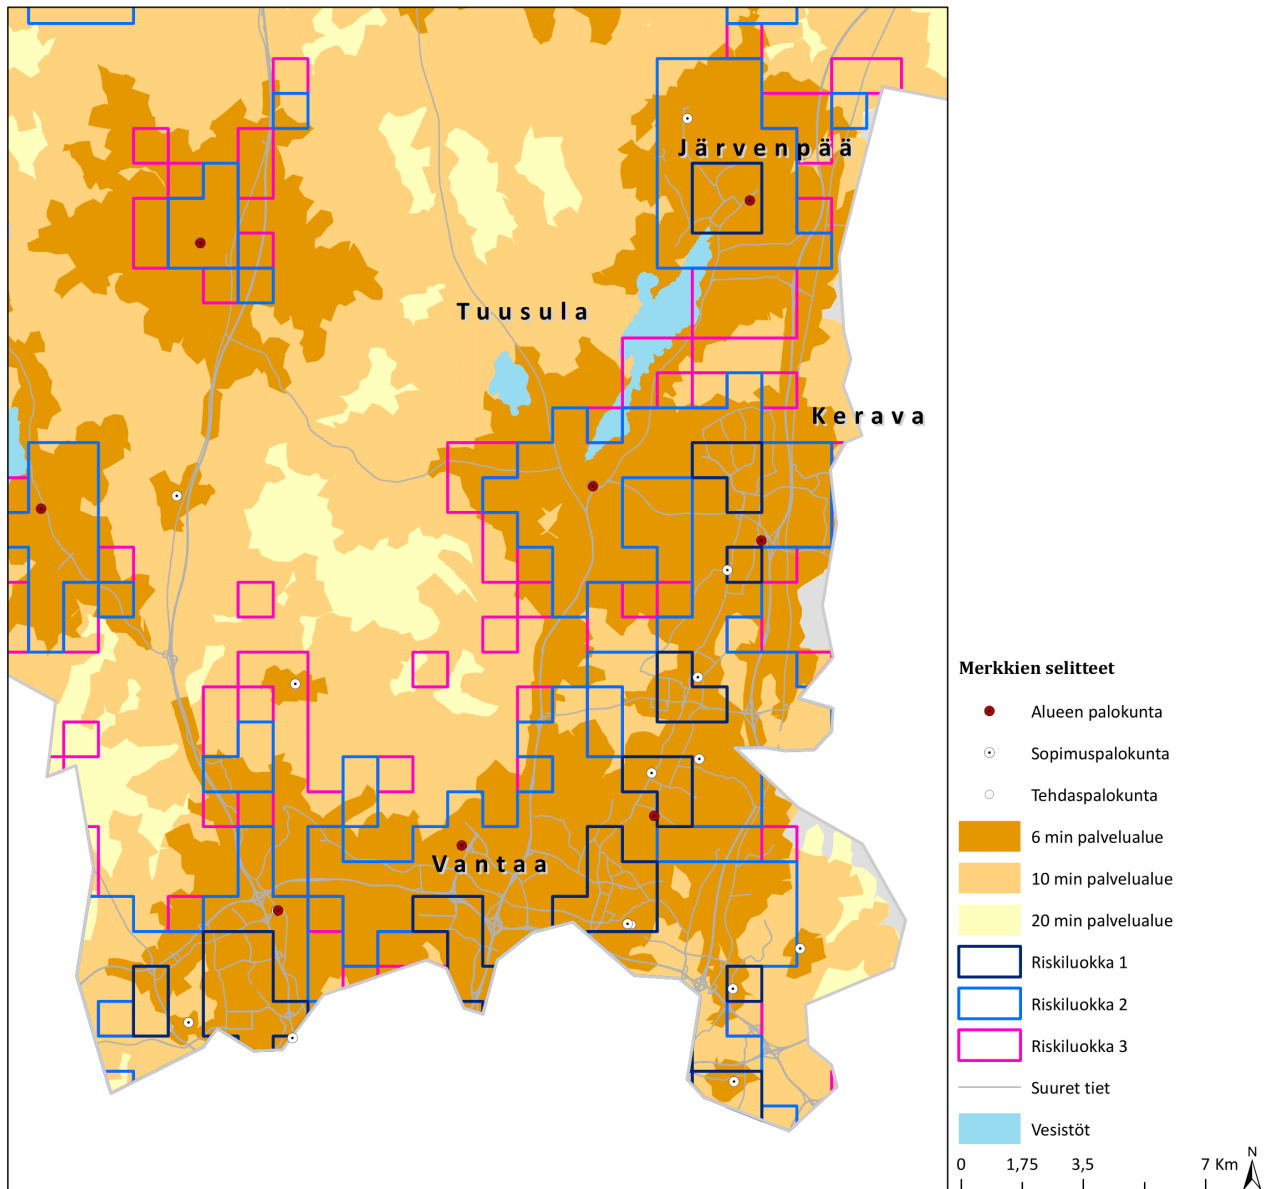 Järvenpää
Tuusula
Kerava
Vantaa
Merkkien selitteet
Alueen palokunta
Sopimuspalokunta
Tehdaspalokunta
6 min palvelualue
10 min palvelualue
20 min palvelualue
Riskiluokka 1
Riskiluokka 2
Riskiluokka 3
Suuret tiet
Vesistöt
N
0 1,75 3,5 7 Km